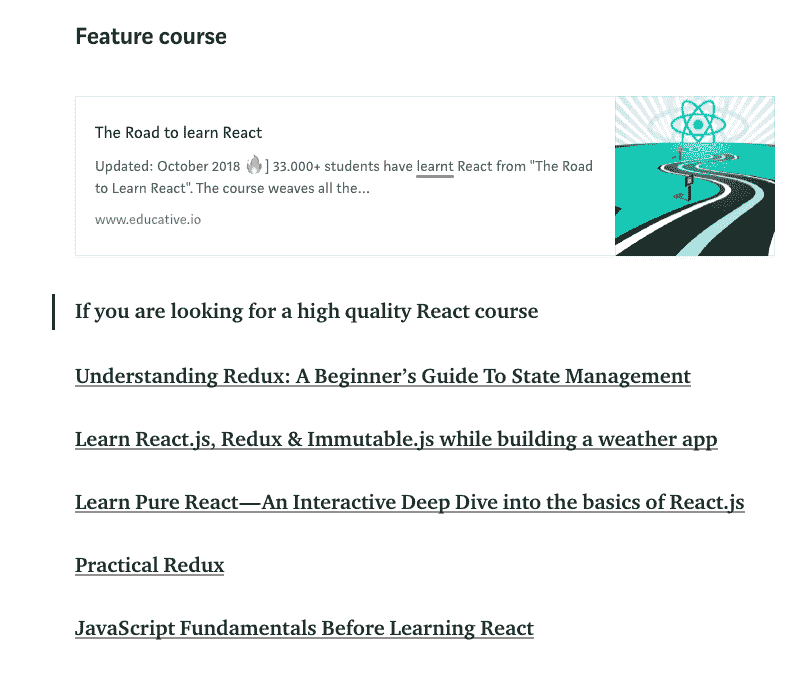 Feature course
The Road to learn React
Updated: October 2018 🔥] 33.000+ students have learnt React from "The Road
to Learn React". The course weaves all the...
www.educative.io
If you are looking for a high quality React course
Understanding Redux: A Beginner’s Guide To State Management
Learn React.js, Redux & Immutable.js while building a weather app
Learn Pure React—An Interactive Deep Dive into the basics of React.js
Practical Redux
JavaScript Fundamentals Before Learning React